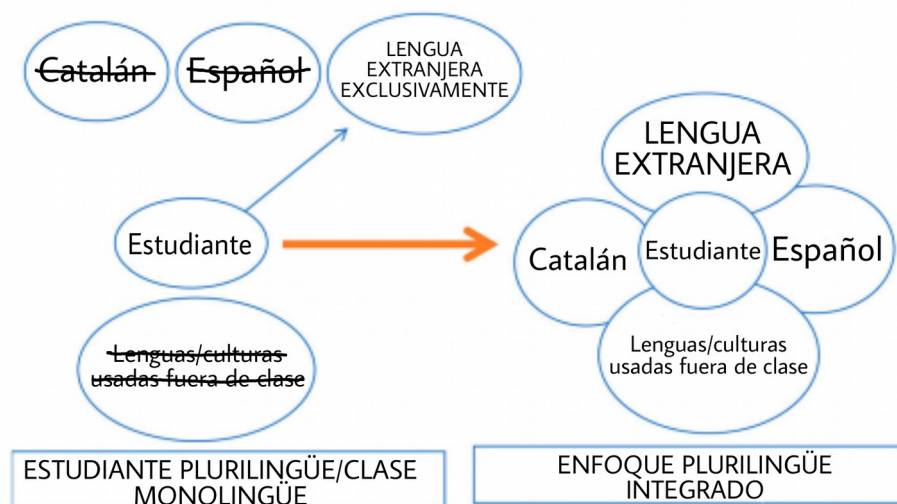 Catalán
Español
LENGUA
EXTRANJERA
EXCLUSIVAMENTE
Estudiante
Lenguas/culturas
usadas fuera de clase
ESTUDIANTE PLURILINGÜE/CLASE
MONOLINGÜE
LENGUA
EXTRANJERA
Catalán
Estudiante
Español
Lenguas/culturas
usadas fuera de clase
ENFOQUE PLURILINGÜE
INTEGRADO